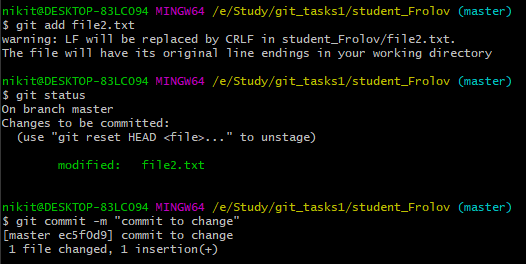 nikit@DESKTOP-83LCO94 MINGW64 /e/Study/git_tasks1/student_Frolov (master)
$ git add file2.txt
warning: LF will be replaced by CRLF in student_Frolov/file2.txt.
The file will have its original line endings in your working directory
nikit@DESKTOP-83LCO94 MINGW64 /e/Study/git_tasks1/student_Frolov (master)
$ git status
On branch master
Changes to be committed:
  (use "git reset HEAD <file>..." to unstage)
        modified:   file2.txt
nikit@DESKTOP-83LCO94 MINGW64 /e/Study/git_tasks1/student_Frolov (master)
$ git commit -m "commit to change"
[master ec5f0d9] commit to change
 1 file changed, 1 insertion(+)